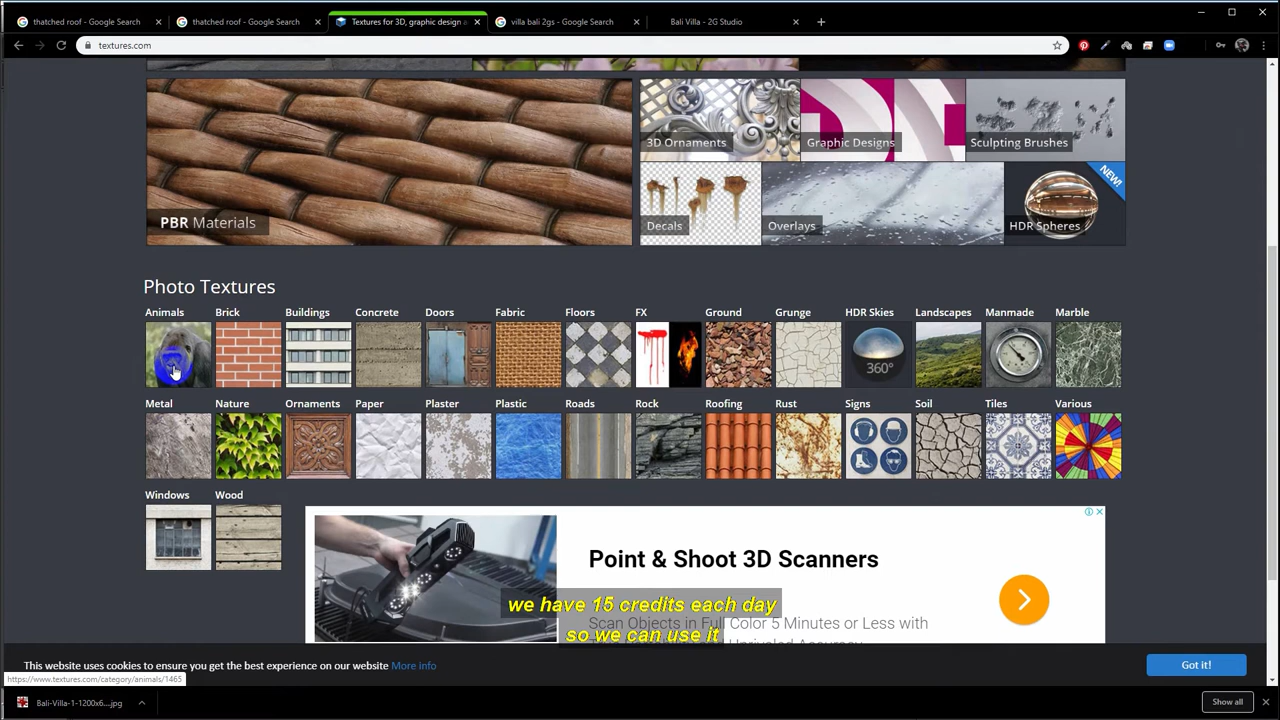 thatched roof - Google Search
thatched roof - Google Search
Textures for 3D, graphic design a
villa bali 2gs - Google Search
Bali Villa - 2G Studio
textures.com
3D Ornaments
Graphic Designs
Sculpting Brushes
NEW!
PBR Materials
Decals
Overlays
HDR Spheres
Photo Textures
Animals
Brick
Buildings
Concrete
Doors
Fabric
Floors
FX
Ground
Grunge
HDR Skies
Landscapes
Manmade
Marble
360°
Metal
Nature
Ornaments
Paper
Plaster
Plastic
Roads
Rock
Roofing
Rust
Signs
Soil
Tiles
Various
Windows
Wood
Point & Shoot 3D Scanners
we have 15 credits each day
Scan Objects in Full Color 5 Minutes or Less with
so we can use it
This website uses cookies to ensure you get the best experience on our website More info
Got it!
https://www.textures.com/category/animals/1465
Bali-Villa-1-1200x6....jpg
Show all